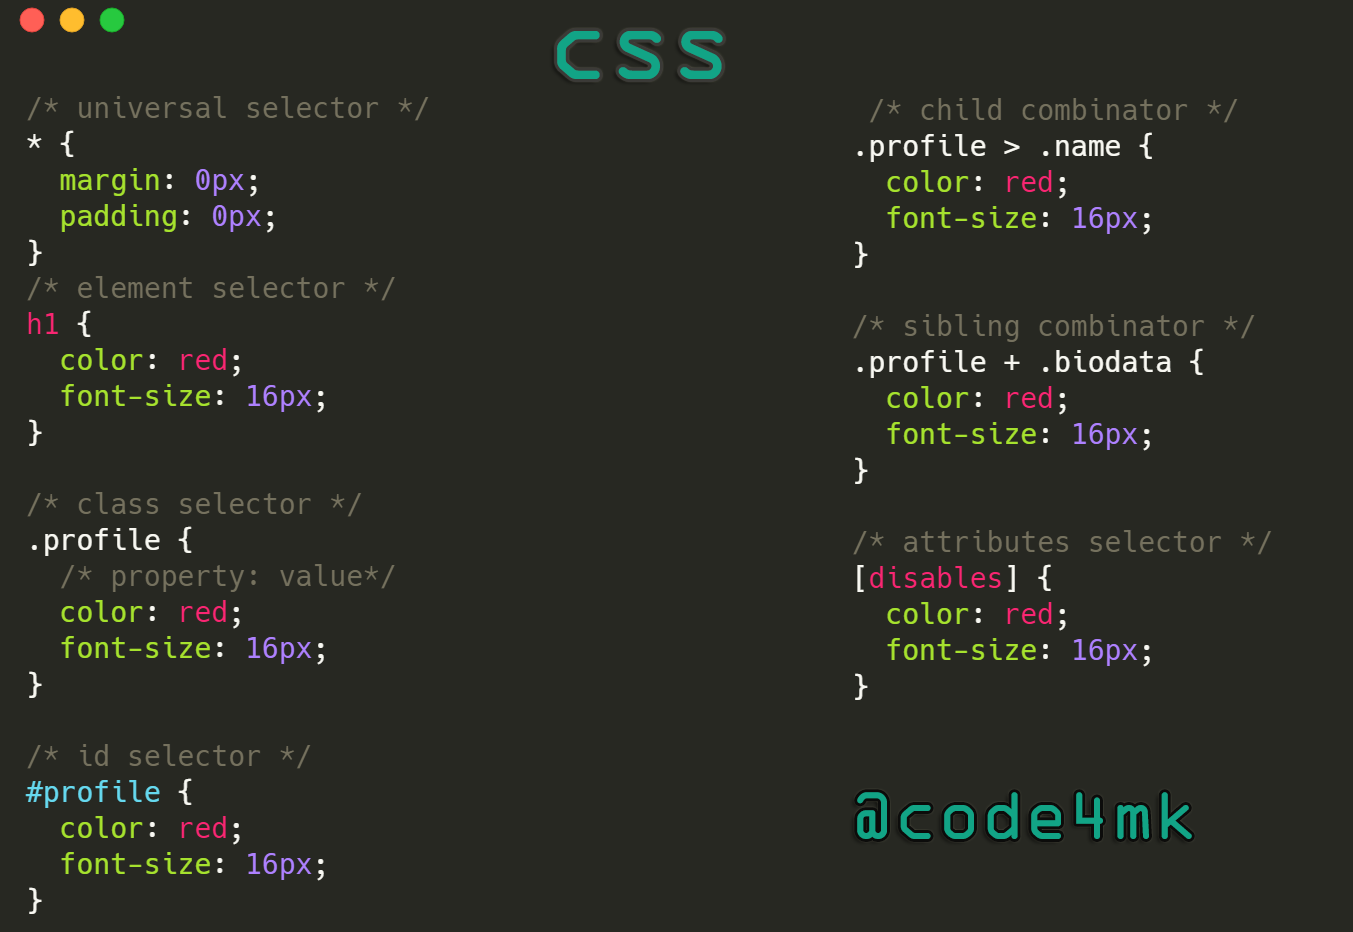 CSS
/* universal selector */
* {
  margin: 0px;
  padding: 0px;
}
/* element selector */
h1 {
  color: red;
  font-size: 16px;
}
/* class selector */
.profile {
  /* property: value*/
  color: red;
  font-size: 16px;
}
/* id selector */
#profile {
  color: red;
  font-size: 16px;
}
/* child combinator */
.profile > .name {
  color: red;
  font-size: 16px;
}
/* sibling combinator */
.profile + .biodata {
  color: red;
  font-size: 16px;
}
/* attributes selector */
[disables] {
  color: red;
  font-size: 16px;
}
@code4mk